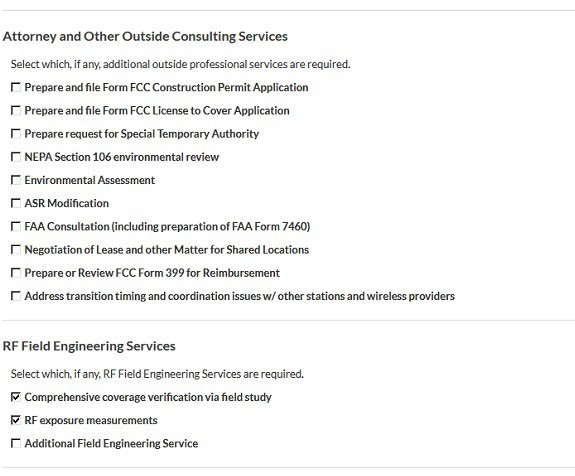 Attorney and Other Outside Consulting Services
Select which, if any, additional outside professional services are required.
Prepare and file Form FCC Construction Permit Application
Prepare and file Form FCC License to Cover Application
Prepare request for Special Temporary Authority
NEPA Section 106 environmental review
Environmental Assessment
ASR Modification
FAA Consultation (including preparation of FAA Form 7460)
Negotiation of Lease and other Matter for Shared Locations
Prepare or Review FCC Form 399 for Reimbursement
Address transition timing and coordination issues w/ other stations and wireless providers
RF Field Engineering Services
Select which, if any, RF Field Engineering Services are required.
Comprehensive coverage verification via field study
RF exposure measurements
Additional Field Engineering Service